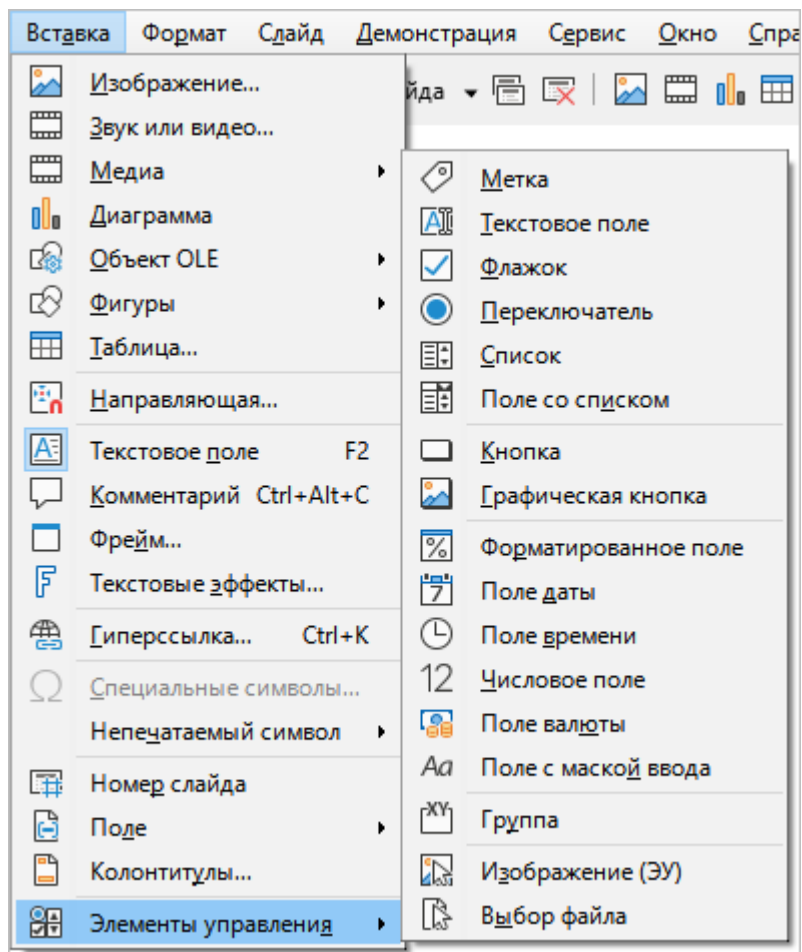 Вставка Формат Слайд Демонстрация Сервис Окно Спра
йда
Изображение...
Звук или видео...
Медиа
Диаграмма
Объект OLE
Фигуры
Таблица...
Направляющая...
Текстовое поле F2
Комментарий Ctrl+Alt+C
Фрейм...
Текстовые эффекты...
Гиперссылка... Ctrl+K
Специальные символы...
Непечатаемый символ
Номер слайда
Поле
Колонтитулы...
Элементы управления
Метка
Текстовое поле
Флажок
Переключатель
Список
Поле со списком
Кнопка
Графическая кнопка
Форматированное поле
Поле даты
Поле времени
12 Числовое поле
Поле валюты
Aa Поле с маской ввода
Группа
Изображение (ЭУ)
Выбор файла